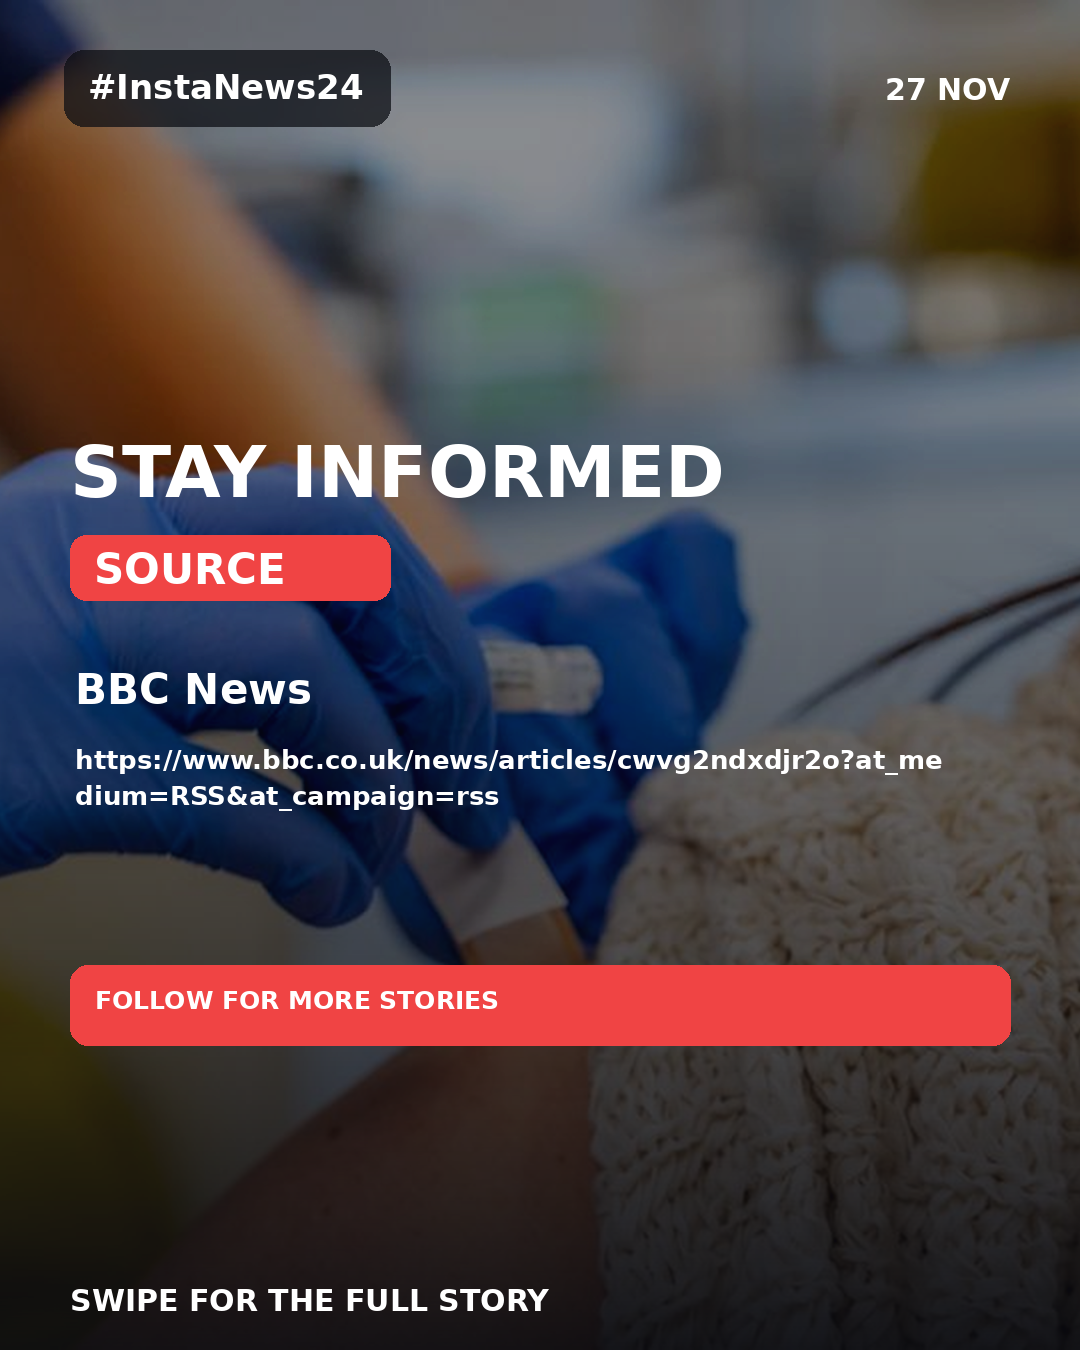 #InstaNews24
27 NOV
STAY INFORMED
SOURCE
BBC News
https://www.bbc.co.uk/news/articles/cwvg2ndxdjr2o?at_me
dium=RSS&at_campaign=rss
FOLLOW FOR MORE STORIES
SWIPE FOR THE FULL STORY